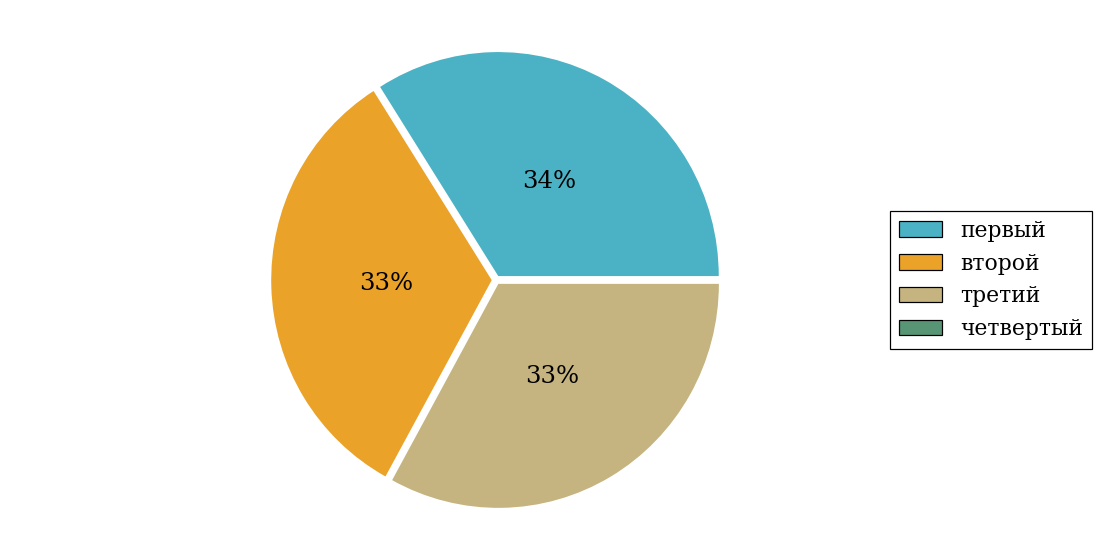 34%
33%
33%
первый
второй
третий
четвертый